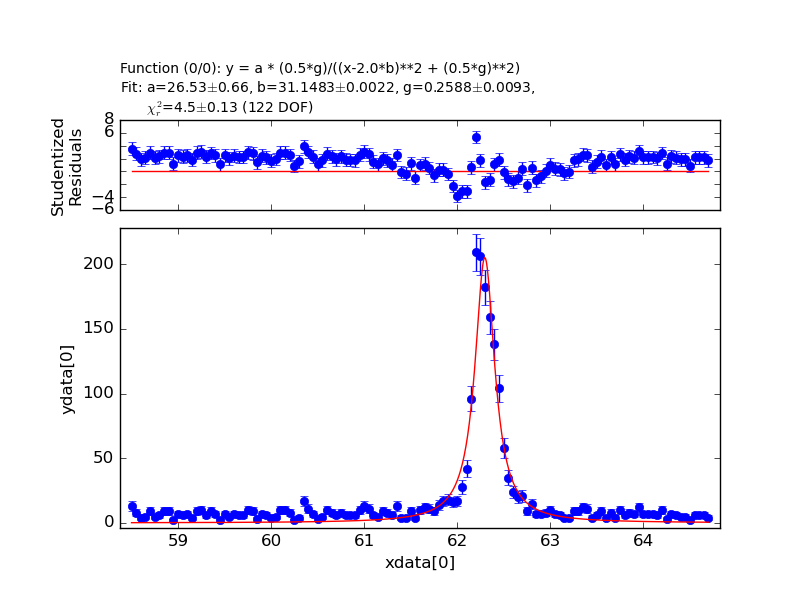 Function (0/0): y = a * (0.5*g)/((x-2.0*b)**2 + (0.5*g)**2)
Fit: a=26.53±0.66, b=31.1483±0.0022, g=0.2588±0.0093,
χ²ᵣ=4.5±0.13 (122 DOF)
8
6
−4
−6
Studentized
Residuals
200
150
100
50
0
ydata[0]
59
60
61
62
63
64
xdata[0]